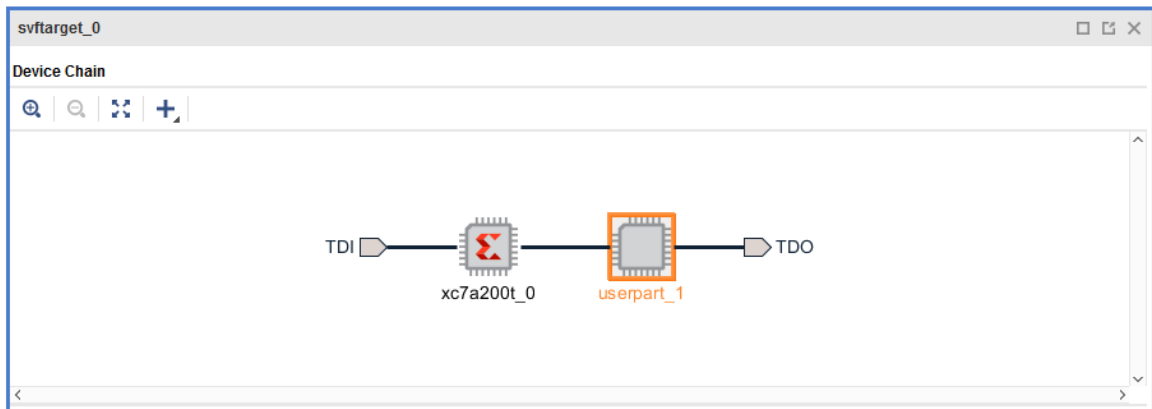 svftarget_0
Device Chain
TDI
TDO
xc7a200t_0
userpart_1